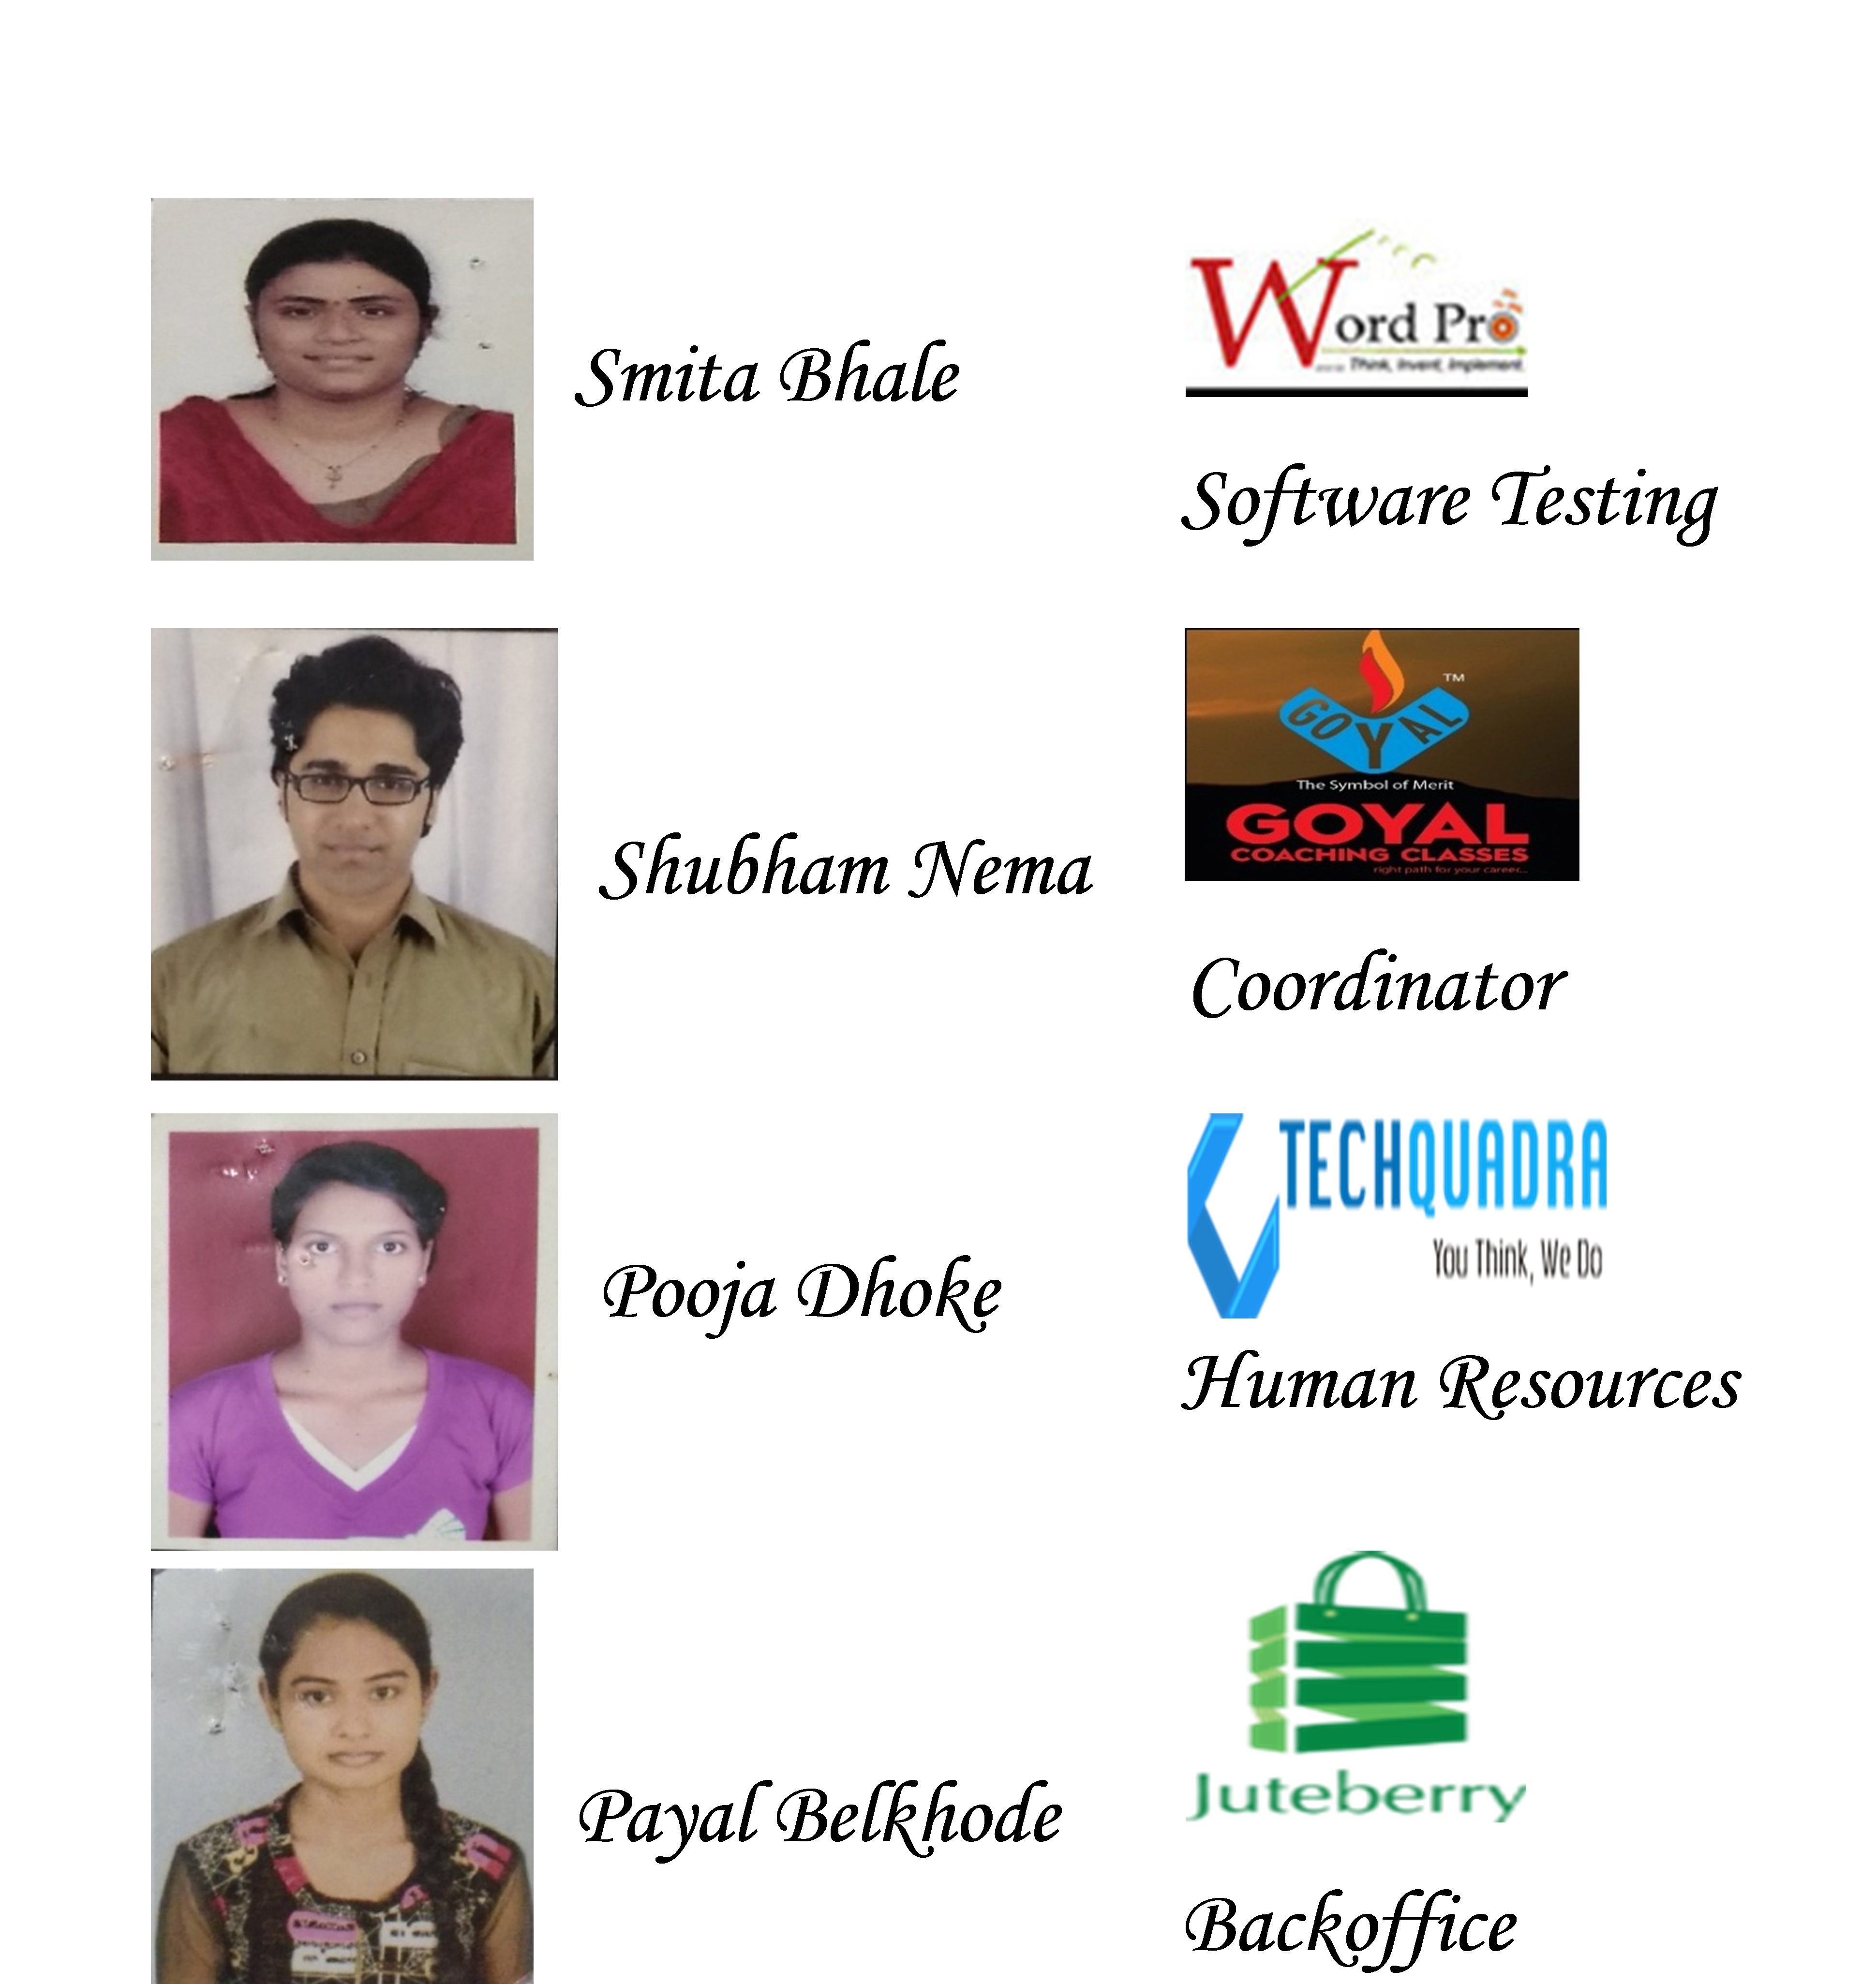 Smita Bhale
Word Pro
Think, Invent, Implement
Software Testing
Shubham Nema
GOYAL
TM
The Symbol of Merit
GOYAL
COACHING CLASSES
right path for your career...
Coordinator
Pooja Dhoke
TECHQUADRA
You Think, We Do
Human Resources
Payal Belkhode
Juteberry
Backoffice